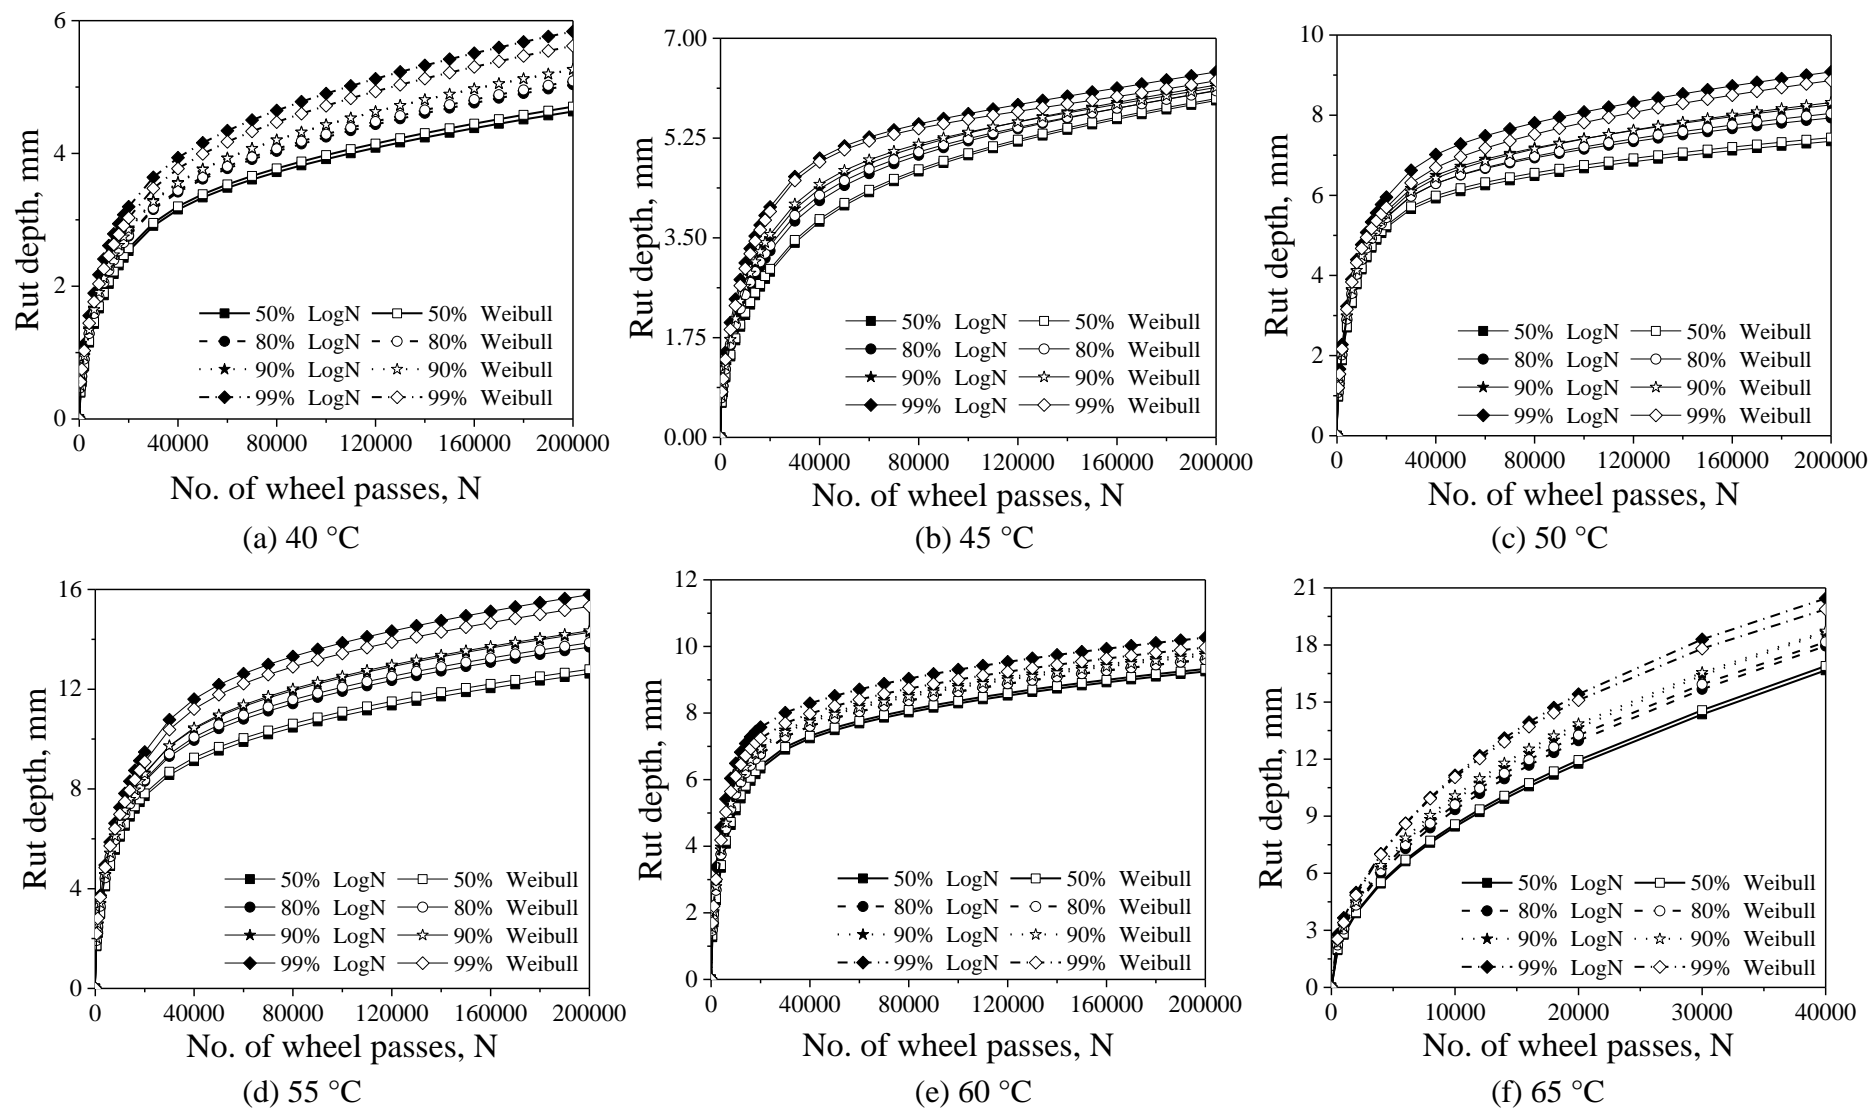 6
4
2
0
Rut depth, mm
50% LogN 50% Weibull
80% LogN 80% Weibull
90% LogN 90% Weibull
99% LogN 99% Weibull
0 40000 80000 120000 160000 200000
No. of wheel passes, N
(a) 40 °C
7.00
5.25
3.50
1.75
0.00
Rut depth, mm
50% LogN 50% Weibull
80% LogN 80% Weibull
90% LogN 90% Weibull
99% LogN 99% Weibull
0 40000 80000 120000 160000 200000
No. of wheel passes, N
(b) 45 °C
10
8
6
4
2
0
Rut depth, mm
50% LogN 50% Weibull
80% LogN 80% Weibull
90% LogN 90% Weibull
99% LogN 99% Weibull
0 40000 80000 120000 160000 200000
No. of wheel passes, N
(c) 50 °C
16
12
8
4
0
Rut depth, mm
50% LogN 50% Weibull
80% LogN 80% Weibull
90% LogN 90% Weibull
99% LogN 99% Weibull
0 40000 80000 120000 160000 200000
No. of wheel passes, N
(d) 55 °C
12
10
8
6
4
2
0
Rut depth, mm
50% LogN 50% Weibull
80% LogN 80% Weibull
90% LogN 90% Weibull
99% LogN 99% Weibull
0 40000 80000 120000 160000 200000
No. of wheel passes, N
(e) 60 °C
21
18
15
12
9
6
3
0
Rut depth, mm
50% LogN 50% Weibull
80% LogN 80% Weibull
90% LogN 90% Weibull
99% LogN 99% Weibull
0 10000 20000 30000 40000
No. of wheel passes, N
(f) 65 °C